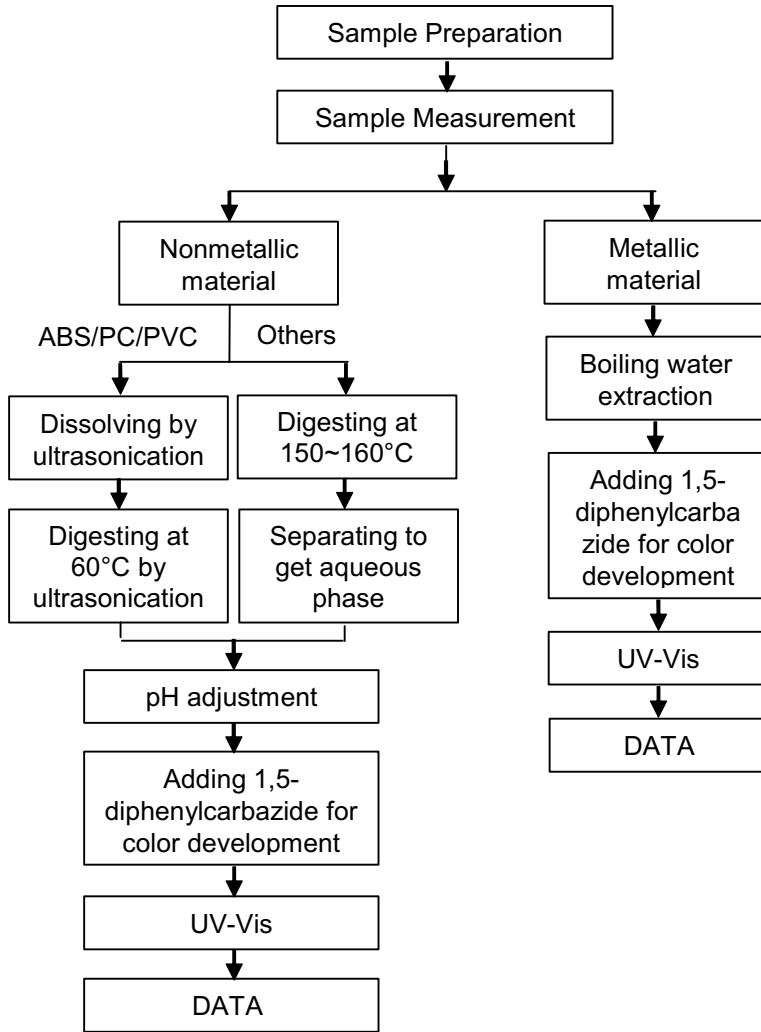 Sample Preparation
Sample Measurement
Nonmetallic
material
ABS/PC/PVC
Others
Dissolving by
ultrasonication
Digesting at
150~160°C
Digesting at
60°C by
ultrasonication
Separating to
get aqueous
phase
pH adjustment
Adding 1,5-
diphenylcarbazide for
color development
UV-Vis
DATA
Metallic
material
Boiling water
extraction
Adding 1,5-
diphenylcarba
zide for color
development
UV-Vis
DATA